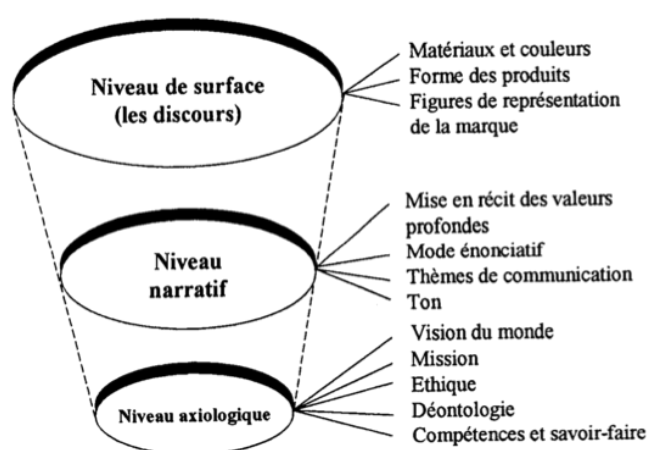 Niveau de surface
(les discours)
Matériaux et couleurs
Forme des produits
Figures de représentation
de la marque
Niveau
narratif
Mise en récit des valeurs
profondes
Mode énonciatif
Thèmes de communication
Ton
Niveau axiologique
Vision du monde
Mission
Ethique
Déontologie
Compétences et savoir-faire